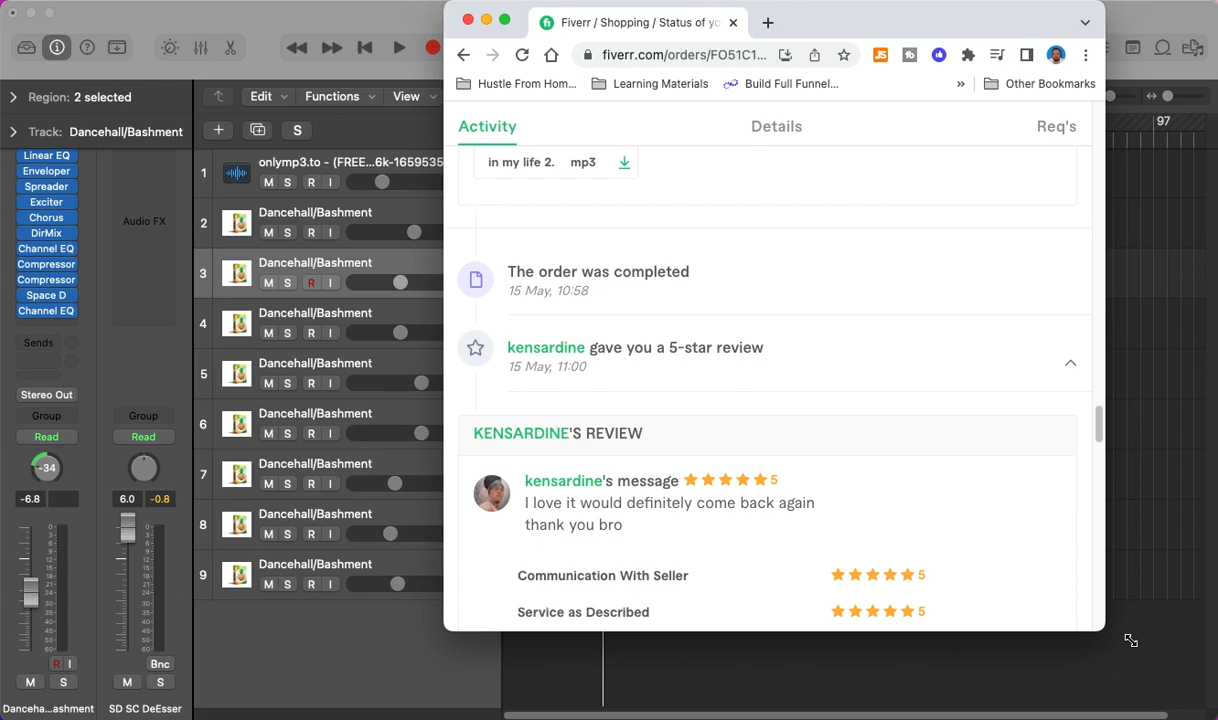 Fiverr / Shopping / Status of yo
fiverr.com/orders/FO51C1...
Hustle From Hom...
Learning Materials
Build Full Funnel...
»
Other Bookmarks
Region: 2 selected
Edit
Functions
View
97
Track: Dancehall/Bashment
S
Activity
Details
Req's
Linear EQ
Enveloper
Spreader
Exciter
Chorus
DirMix
Channel EQ
Compressor
Compressor
Space D
Channel EQ
Audio FX
Sends
Stereo Out
Group
Group
Read
Read
-34
-6.8
6.0
-0.8
R I
Bnc
M S
M S
Danceha...ashment
SD SC DeEsser
1
onlymp3.to - (FREE...6k-1659535
M S R I
2
Dancehall/Bashment
M S R I
3
Dancehall/Bashment
M S R I
4
Dancehall/Bashment
M S R I
5
Dancehall/Bashment
M S R I
6
Dancehall/Bashment
M S R I
7
Dancehall/Bashment
M S R I
8
Dancehall/Bashment
M S R I
9
Dancehall/Bashment
M S R I
in my life 2. mp3
The order was completed
15 May, 10:58
kensardine gave you a 5-star review
15 May, 11:00
KENSARDINE'S REVIEW
kensardine's message 5
I love it would definitely come back again
thank you bro
Communication With Seller 5
Service as Described 5